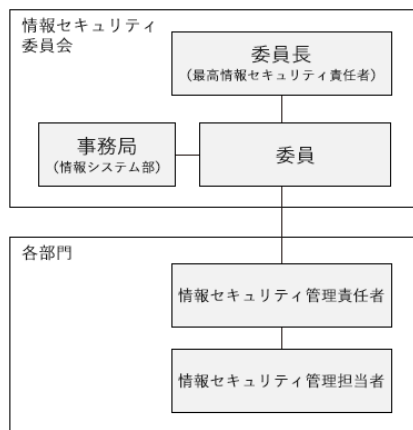 情報セキュリティ
委員会
委員長
（最高情報セキュリティ責任者）
事務局
（情報システム部）
委員
各部門
情報セキュリティ管理責任者
情報セキュリティ管理担当者